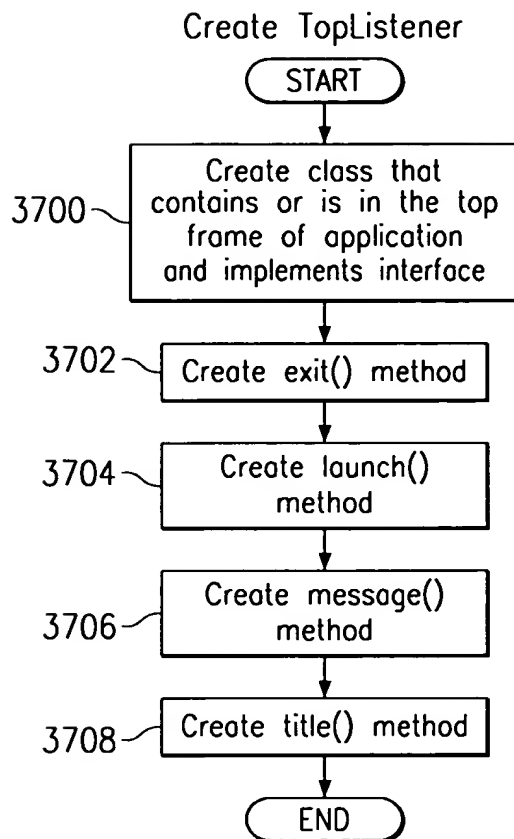 Create TopListener
START
3700
Create class that
contains or is in the top
frame of application
and implements interface
3702
Create exit() method
3704
Create launch()
method
3706
Create message()
method
3708
Create title() method
END